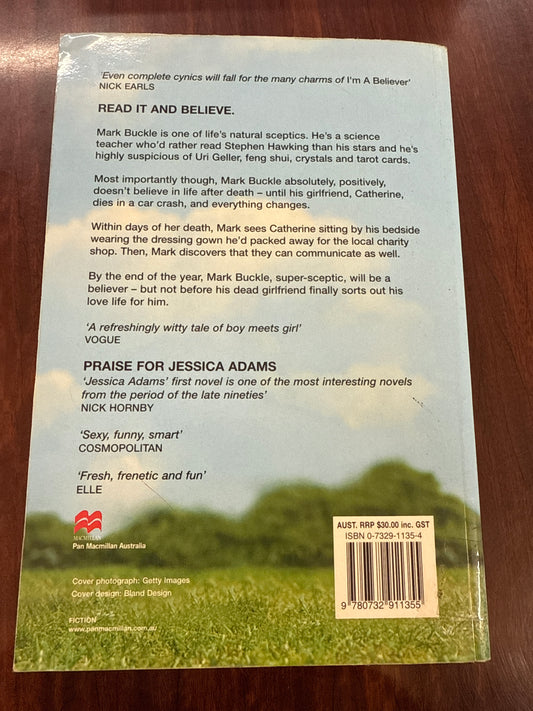 'Even complete cynics will fall for the many charms of I'm A Believer'
NICK EARLS
READ IT AND BELIEVE.
Mark Buckle is one of life's natural sceptics. He's a science
teacher who'd rather read Stephen Hawking than his stars and he's
highly suspicious of Uri Geller, feng shui, crystals and tarot cards.
Most importantly though, Mark Buckle absolutely, positively,
doesn't believe in life after death – until his girlfriend, Catherine,
dies in a car crash, and everything changes.
Within days of her death, Mark sees Catherine sitting by his bedside
wearing the dressing gown he'd packed away for the local charity
shop. Then, Mark discovers that they can communicate as well.
By the end of the year, Mark Buckle, super-sceptic, will be a
believer – but not before his dead girlfriend finally sorts out his
love life for him.
'A refreshingly witty tale of boy meets girl'
VOGUE
PRAISE FOR JESSICA ADAMS
'Jessica Adams' first novel is one of the most interesting novels
from the period of the late nineties'
NICK HORNBY
'Sexy, funny, smart'
COSMOPOLITAN
'Fresh, frenetic and fun'
ELLE
MACMILLAN
Pan Macmillan Australia
Cover photograph: Getty Images
Cover design: Bland Design
FICTION
www.panmacmillan.com.au
AUST. RRP $30.00 inc. GST
ISBN 0-7329-1135-4
9 780732 911355